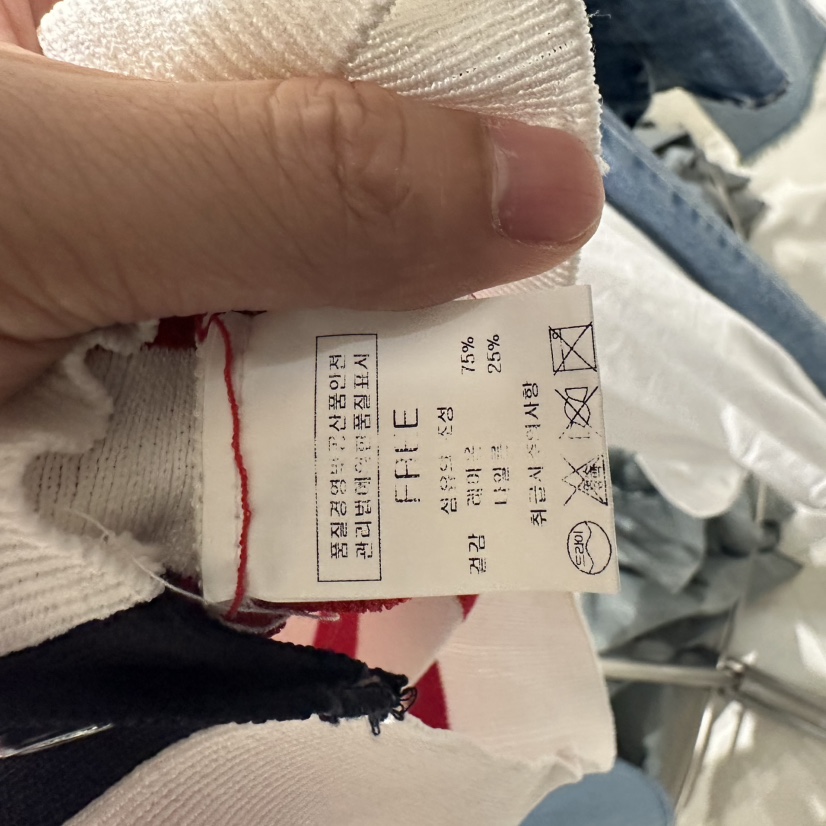 품질경영및공산품안전
관리법에의한품질표시
FREE
섬유의 조성
겉감 레이온 75%
나일론 25%
취급시 주의사항
드라이